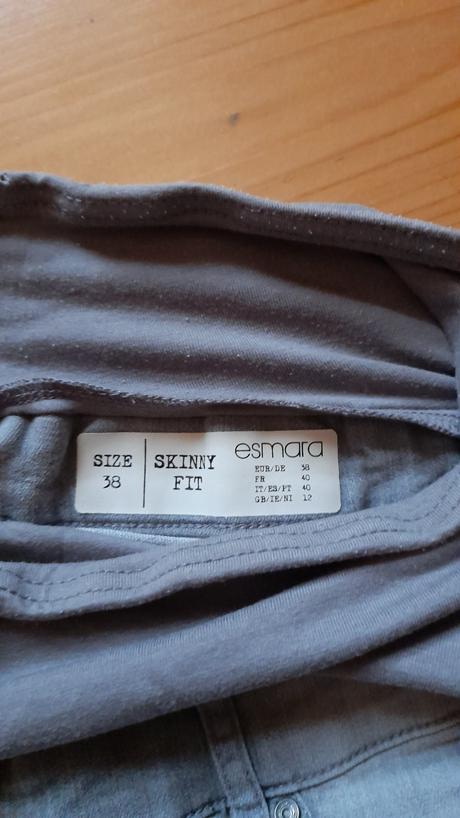 SIZE
38
SKINNY
FIT
esmara
EUR/DE 38
FR 40
IT/ES/PT 40
GB/IE/NI 12